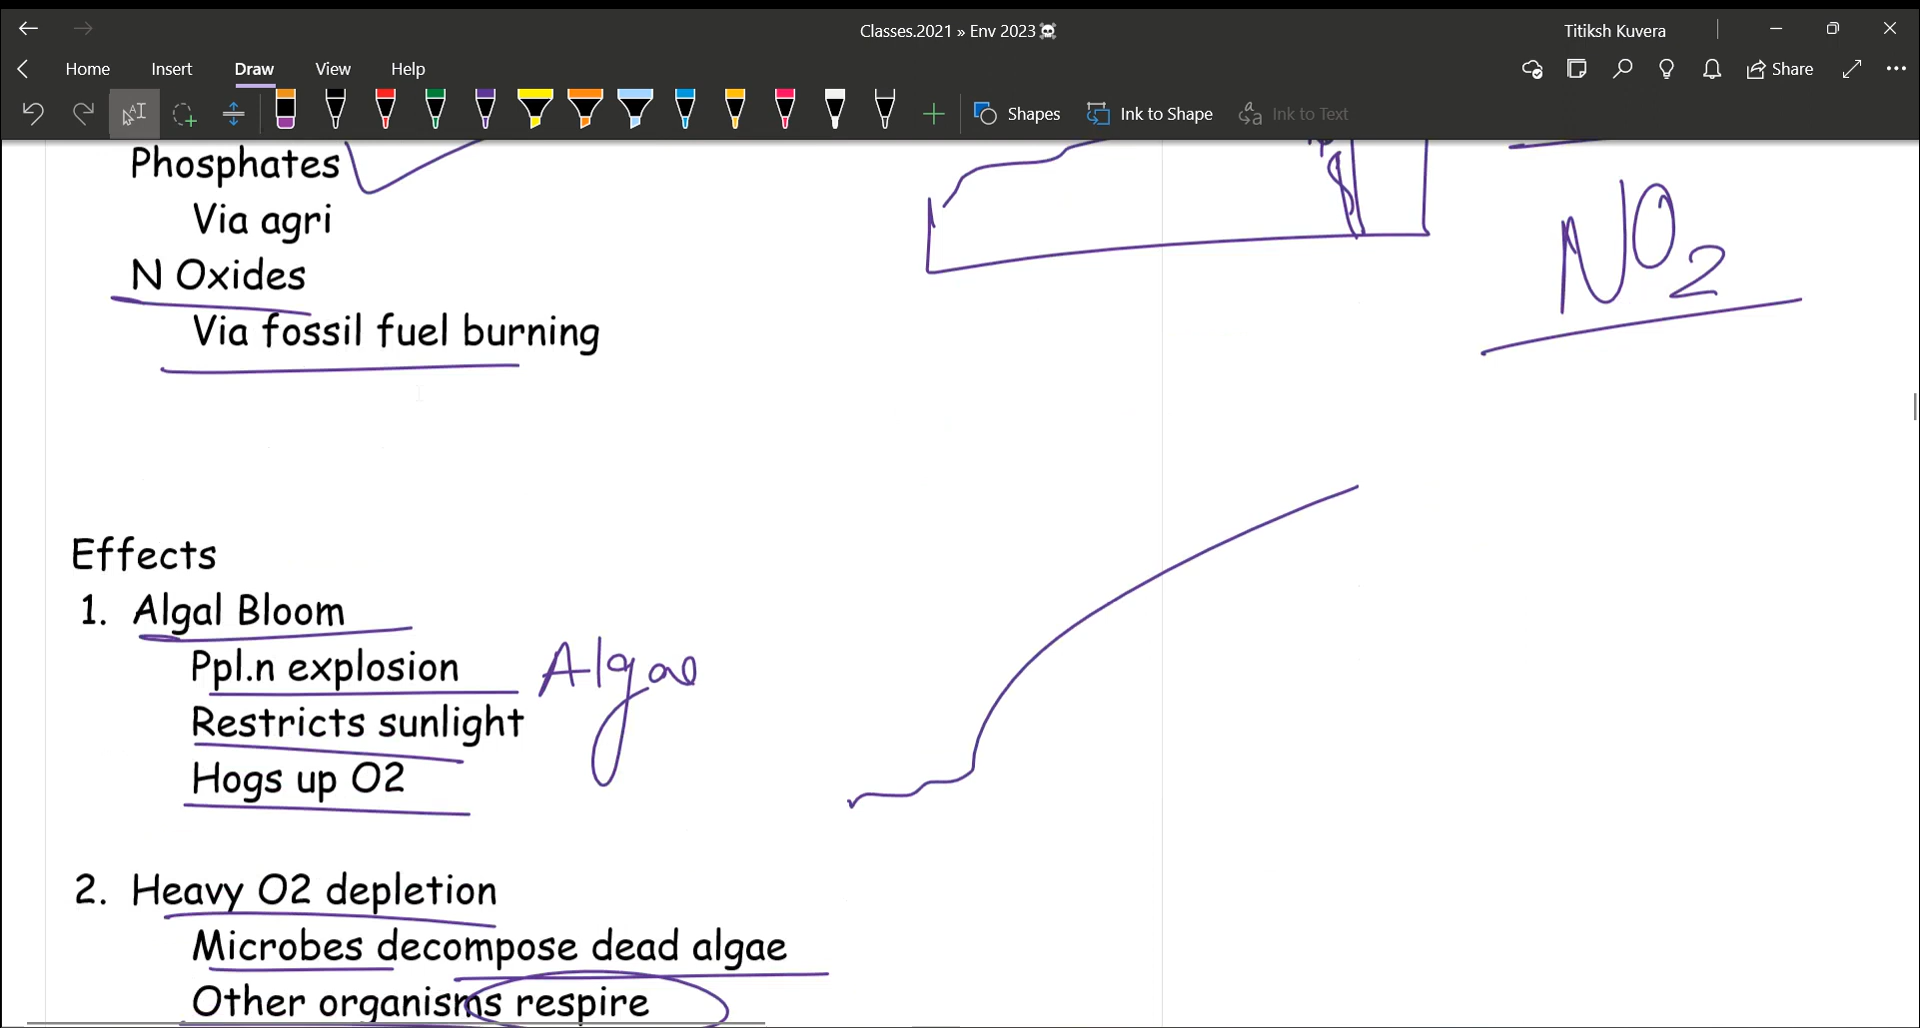 Classes.2021 » Env 2023☠
Titiksh Kuvera
Home Insert Draw View Help
Share
Shapes Ink to Shape Ink to Text
Phosphates
Via agri
N Oxides
NO2
Via fossil fuel burning
Effects
1. Algal Bloom
Ppl.n explosion
Algae
Restricts sunlight
Hogs up O2
2. Heavy O2 depletion
Microbes decompose dead algae
Other organisms respire